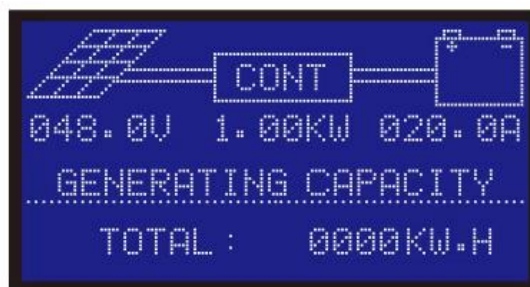 CONT
+ -
048.0V 1.00KW 020.0A
GENERATING CAPACITY
TOTAL: 0000KW.H